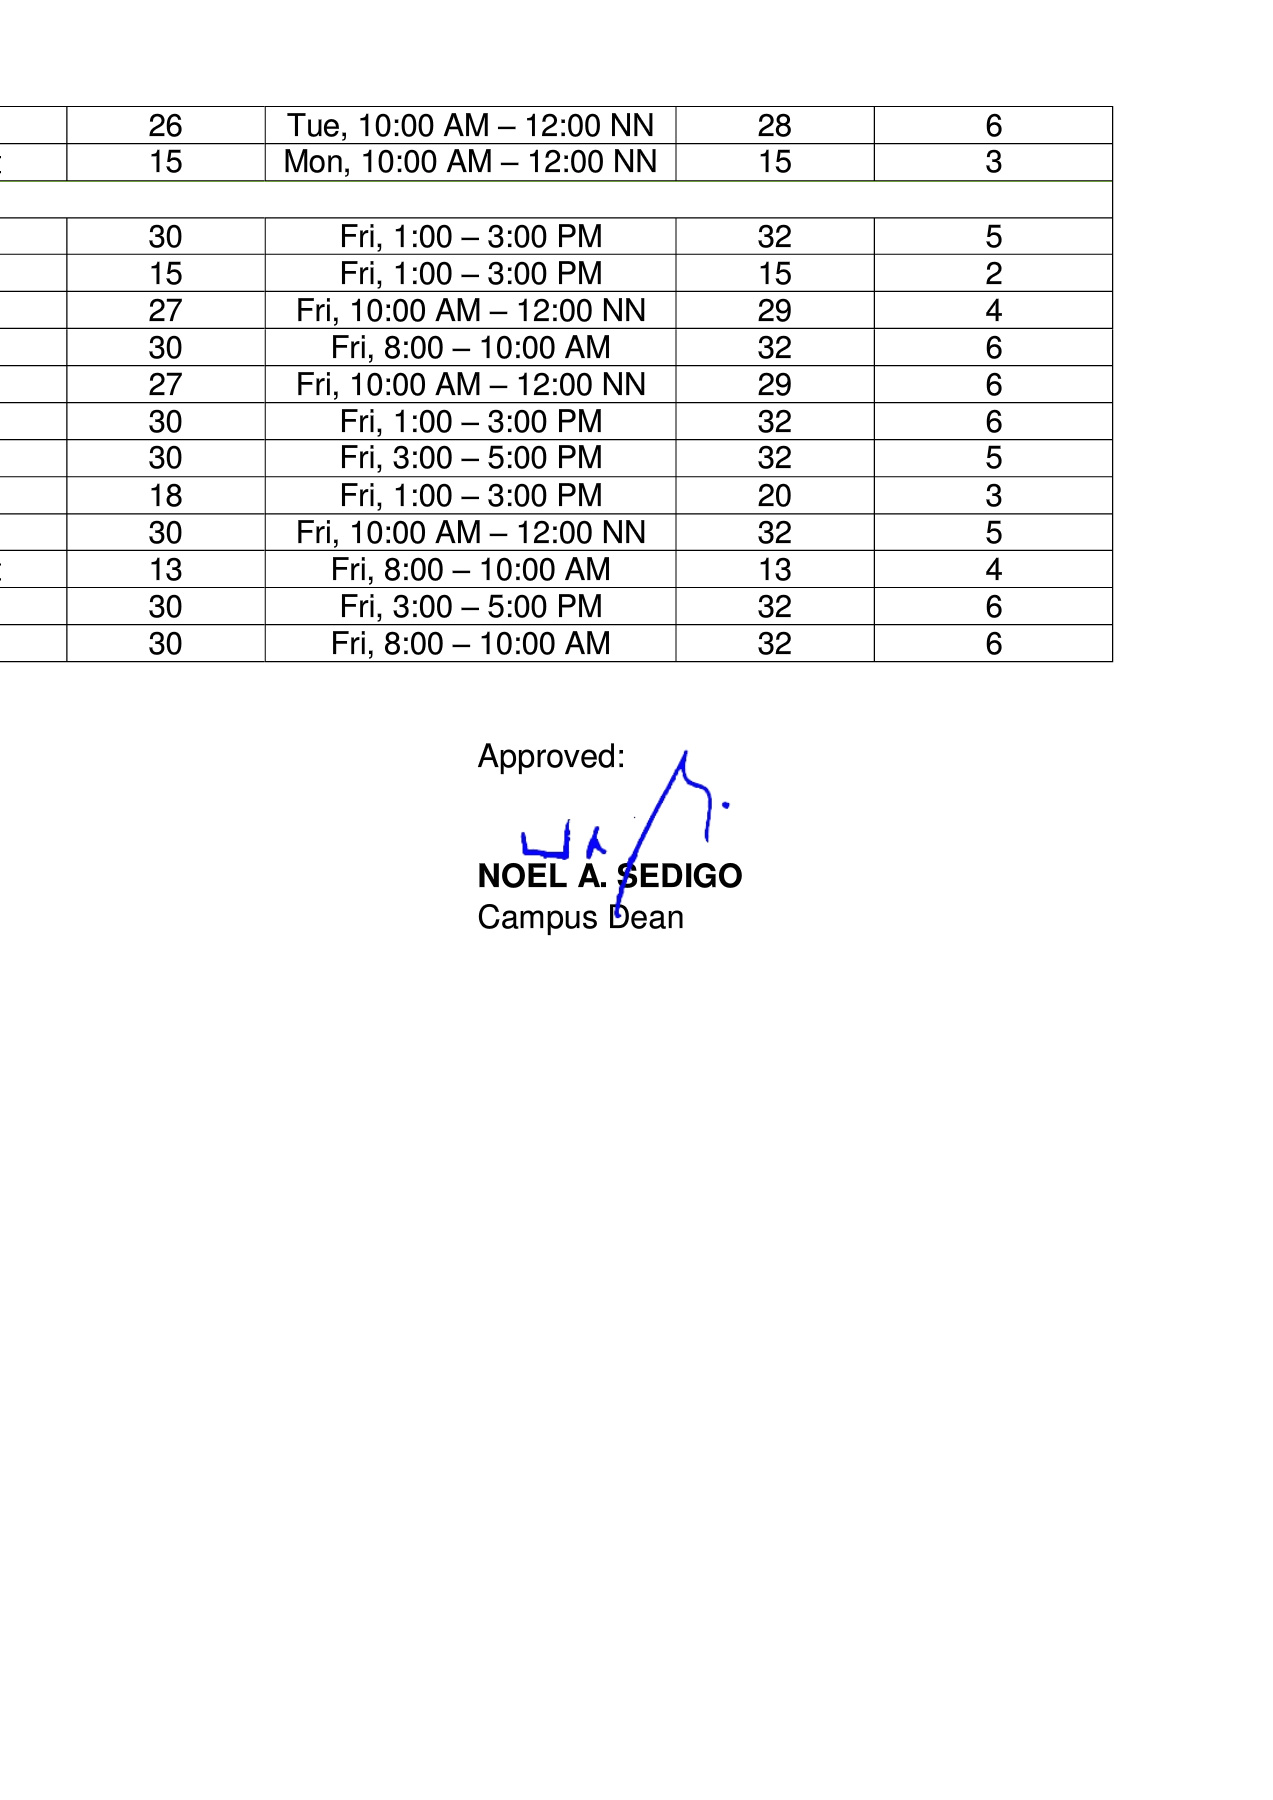 26 Tue, 10:00 AM – 12:00 NN 28 6
15 Mon, 10:00 AM – 12:00 NN 15 3
30 Fri, 1:00 – 3:00 PM 32 5
15 Fri, 1:00 – 3:00 PM 15 2
27 Fri, 10:00 AM – 12:00 NN 29 4
30 Fri, 8:00 – 10:00 AM 32 6
27 Fri, 10:00 AM – 12:00 NN 29 6
30 Fri, 1:00 – 3:00 PM 32 6
30 Fri, 3:00 – 5:00 PM 32 5
18 Fri, 1:00 – 3:00 PM 20 3
30 Fri, 10:00 AM – 12:00 NN 32 5
13 Fri, 8:00 – 10:00 AM 13 4
30 Fri, 3:00 – 5:00 PM 32 6
30 Fri, 8:00 – 10:00 AM 32 6
Approved:
NOEL A. SEDIGO
Campus Dean